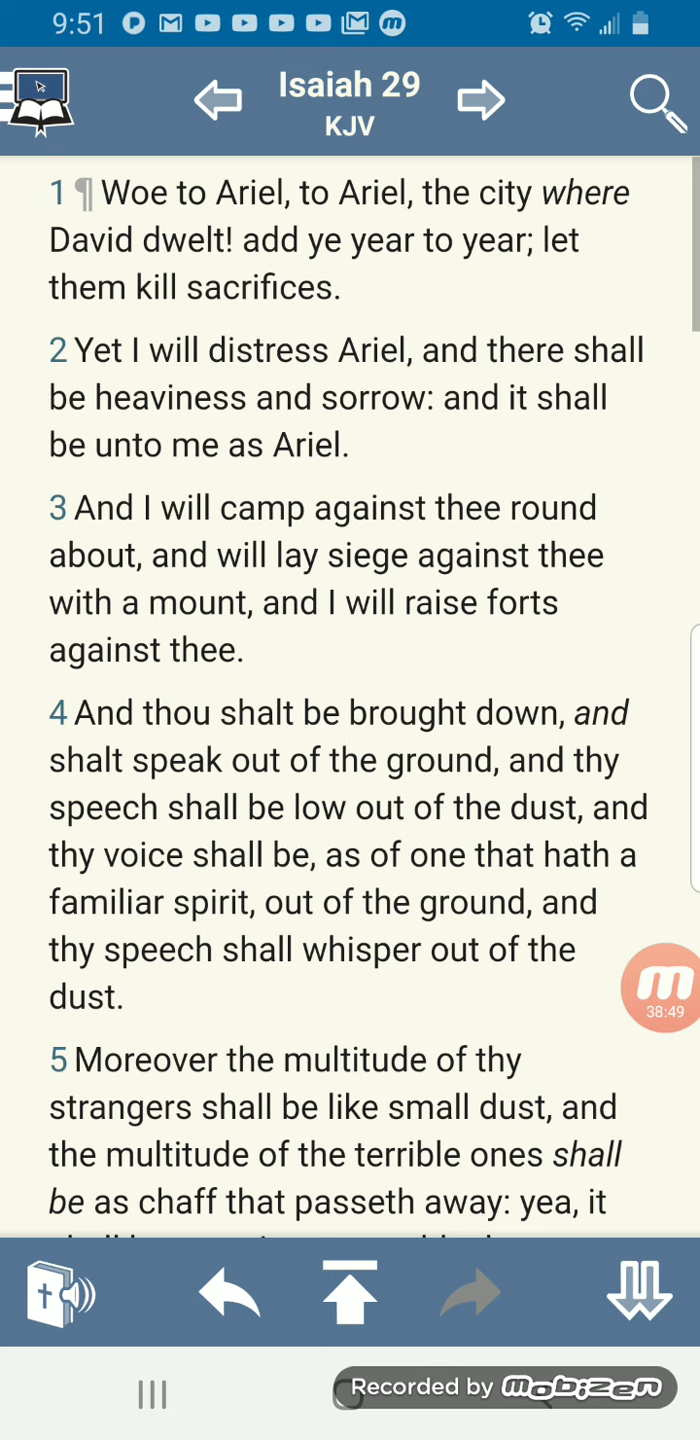 9:51
Isaiah 29
KJV
1 ¶ Woe to Ariel, to Ariel, the city where
David dwelt! add ye year to year; let
them kill sacrifices.
2 Yet I will distress Ariel, and there shall
be heaviness and sorrow: and it shall
be unto me as Ariel.
3 And I will camp against thee round
about, and will lay siege against thee
with a mount, and I will raise forts
against thee.
4 And thou shalt be brought down, and
shalt speak out of the ground, and thy
speech shall be low out of the dust, and
thy voice shall be, as of one that hath a
familiar spirit, out of the ground, and
thy speech shall whisper out of the
dust.
m
38:49
5 Moreover the multitude of thy
strangers shall be like small dust, and
the multitude of the terrible ones shall
be as chaff that passeth away: yea, it
Recorded by mobizen